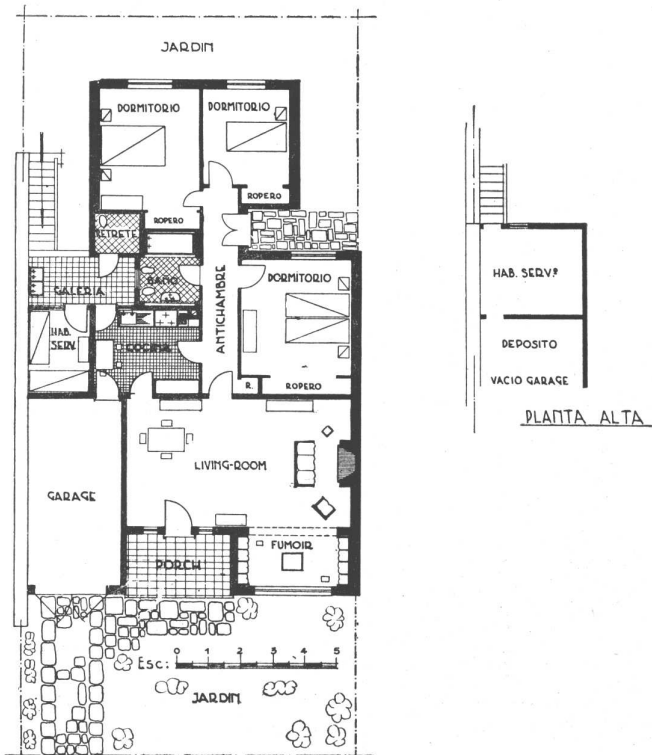 JARDIN
DORMITORIO
DORMITORIO
ROPERO
ROPERO
RETRETE
BAÑO
GALERIA
DORMITORIO
ANTICHAMBRE
HAB. SERV.
COCINA
R.
ROPERO
LIVING-ROOM
GARAGE
FUMOIR
PORCH
Esc: 0 1 2 3 4 5
JARDIN
HAB. SERVº
DEPOSITO
VACIO GARAGE
PLANTA ALTA